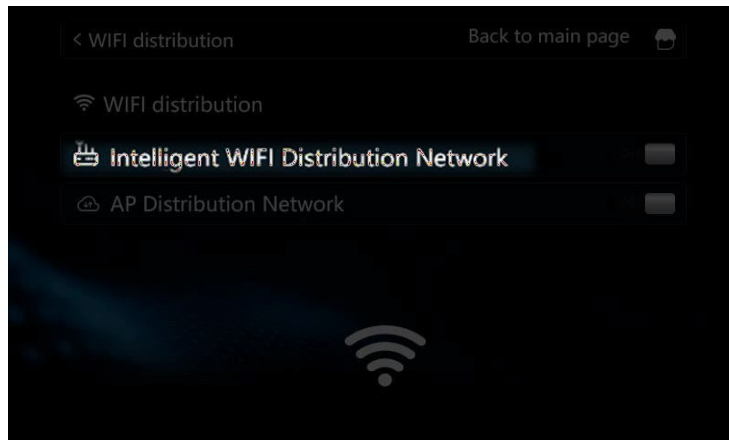 < WIFI distribution Back to main page
WIFI distribution
Intelligent WIFI Distribution Network
AP Distribution Network